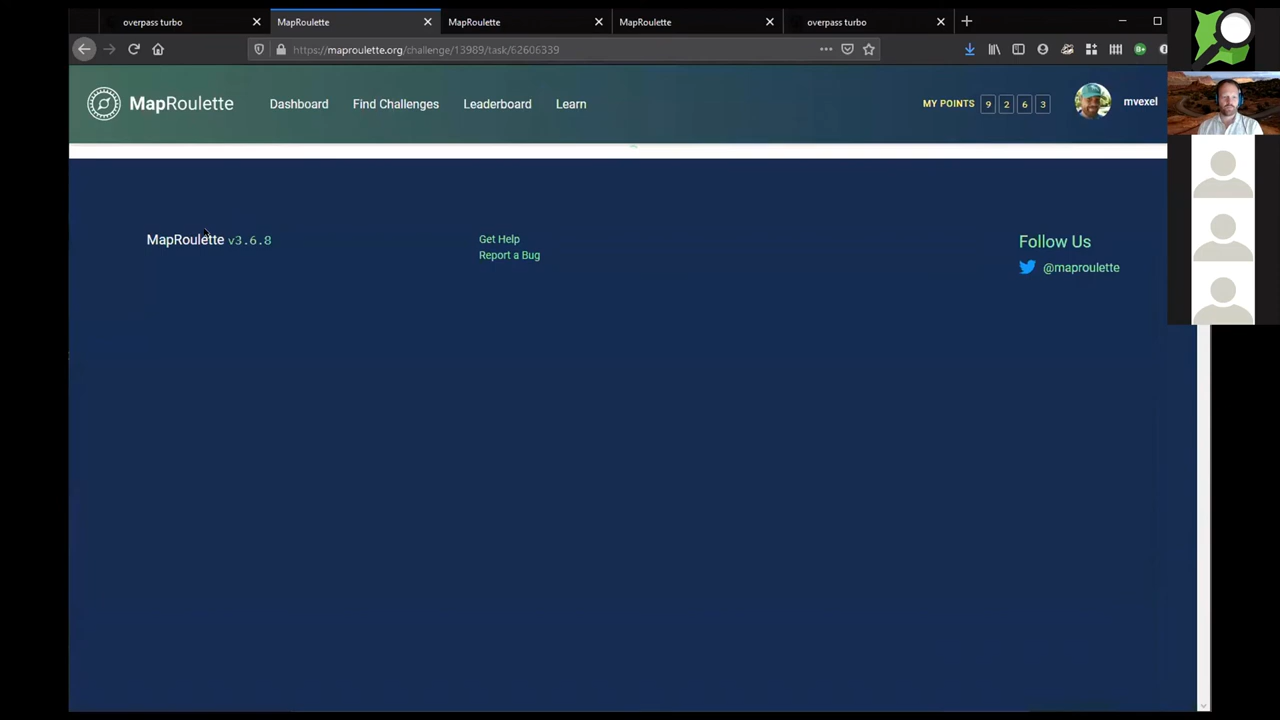 overpass turbo
MapRoulette
MapRoulette
MapRoulette
overpass turbo
https://maproulette.org/challenge/13989/task/62606339
MapRoulette
Dashboard
Find Challenges
Leaderboard
Learn
MY POINTS 9 2 6 3
mvexel
MapRoulette v3.6.8
Get Help
Report a Bug
Follow Us
@maproulette